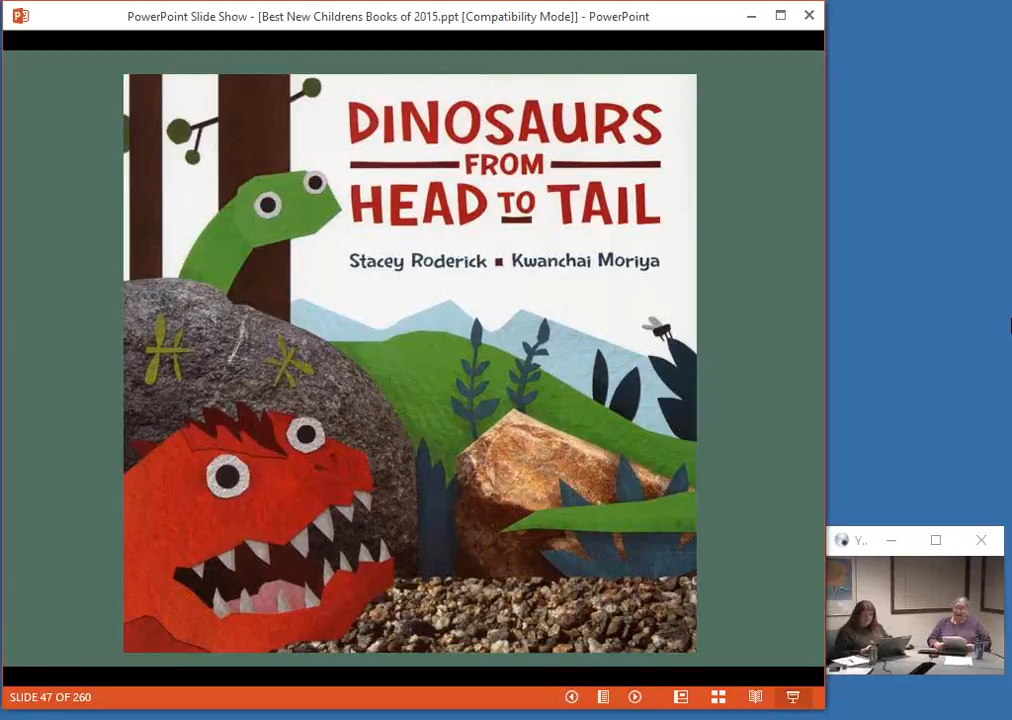 PowerPoint Slide Show - [Best New Childrens Books of 2015.ppt [Compatibility Mode]] - PowerPoint
DINOSAURS
FROM
HEAD TO TAIL
Stacey Roderick ▪ Kwanchai Moriya
Y..
SLIDE 47 OF 260